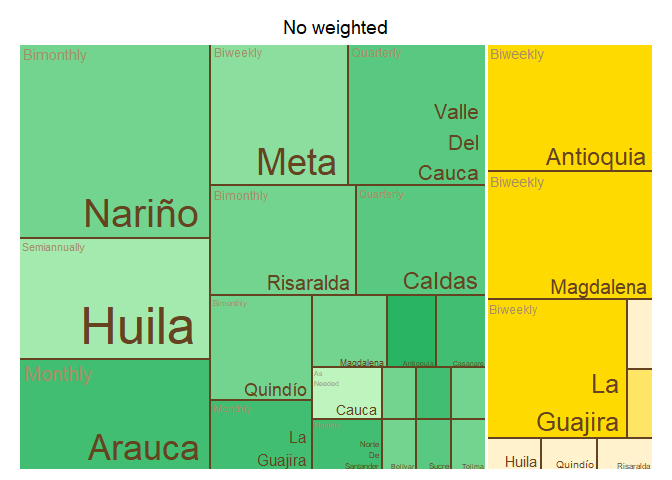 No weighted
Bimonthly
Nariño
Semiannually
Huila
Monthly
Arauca
Biweekly
Meta
Quarterly
Valle
Del
Cauca
Bimonthly
Risaralda
Quarterly
Caldas
Bimonthly
Quindío
Monthly
La
Guajira
Magdalena
Antioquia
Casanare
As
Needed
Cauca
Monthly
Norte
De
Santander
Bolívar
Sucre
Tolima
Biweekly
Antioquia
Biweekly
Magdalena
Biweekly
La
Guajira
Huila
Quindío
Risaralda